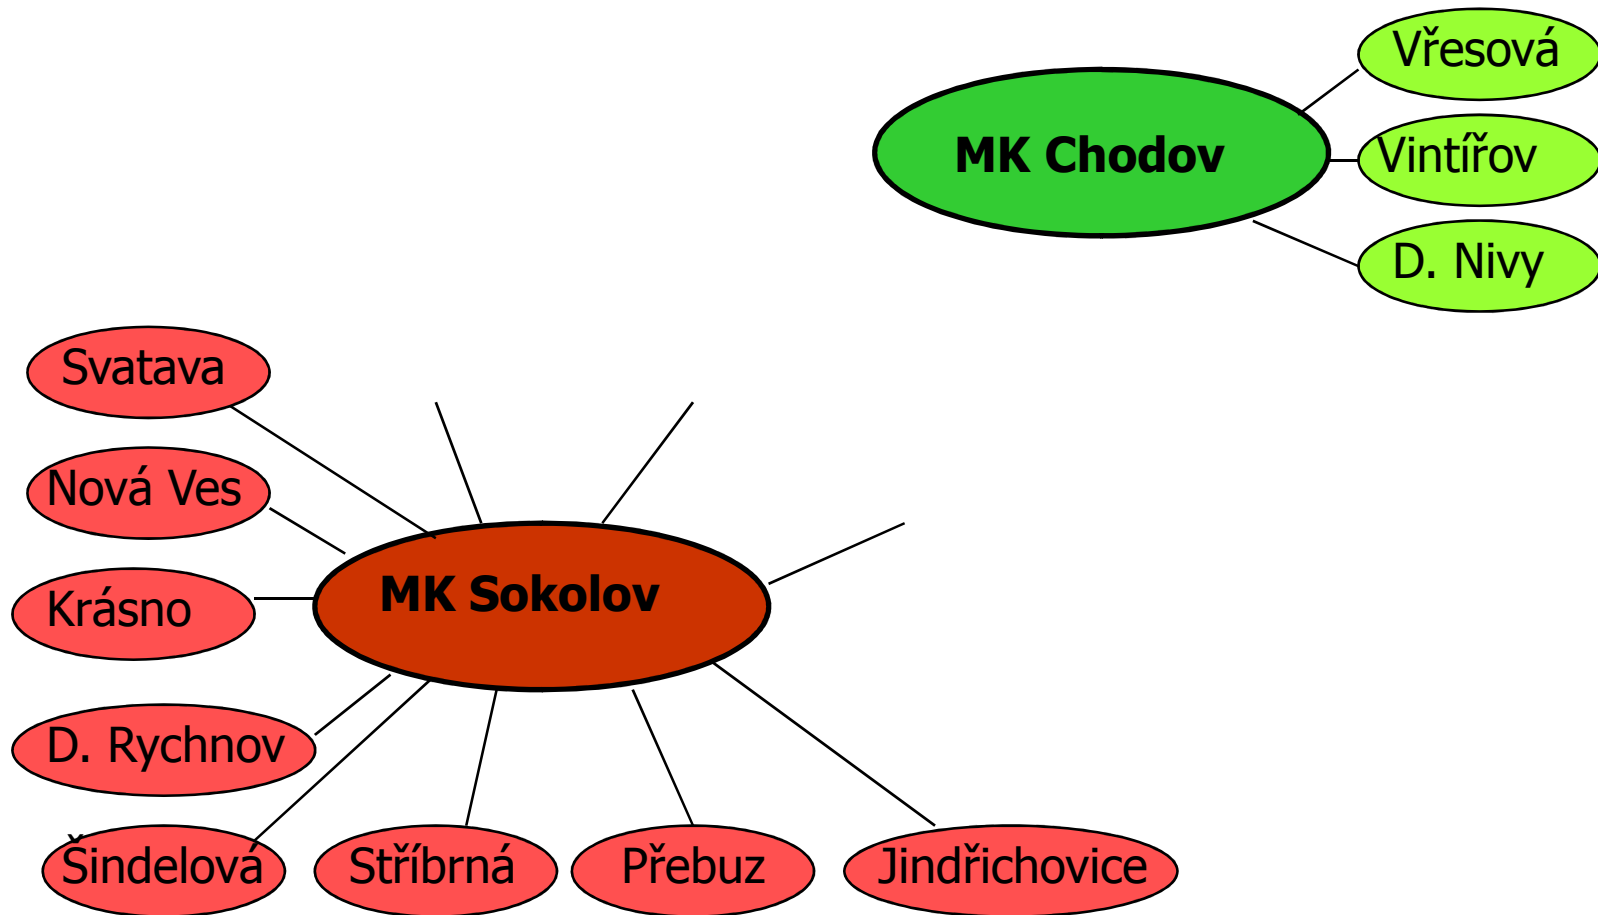 Vřesová
MK Chodov
Vintířov
D. Nivy
Svatava
Nová Ves
Krásno
MK Sokolov
D. Rychnov
Šindelová
Stříbrná
Přebuz
Jindřichovice